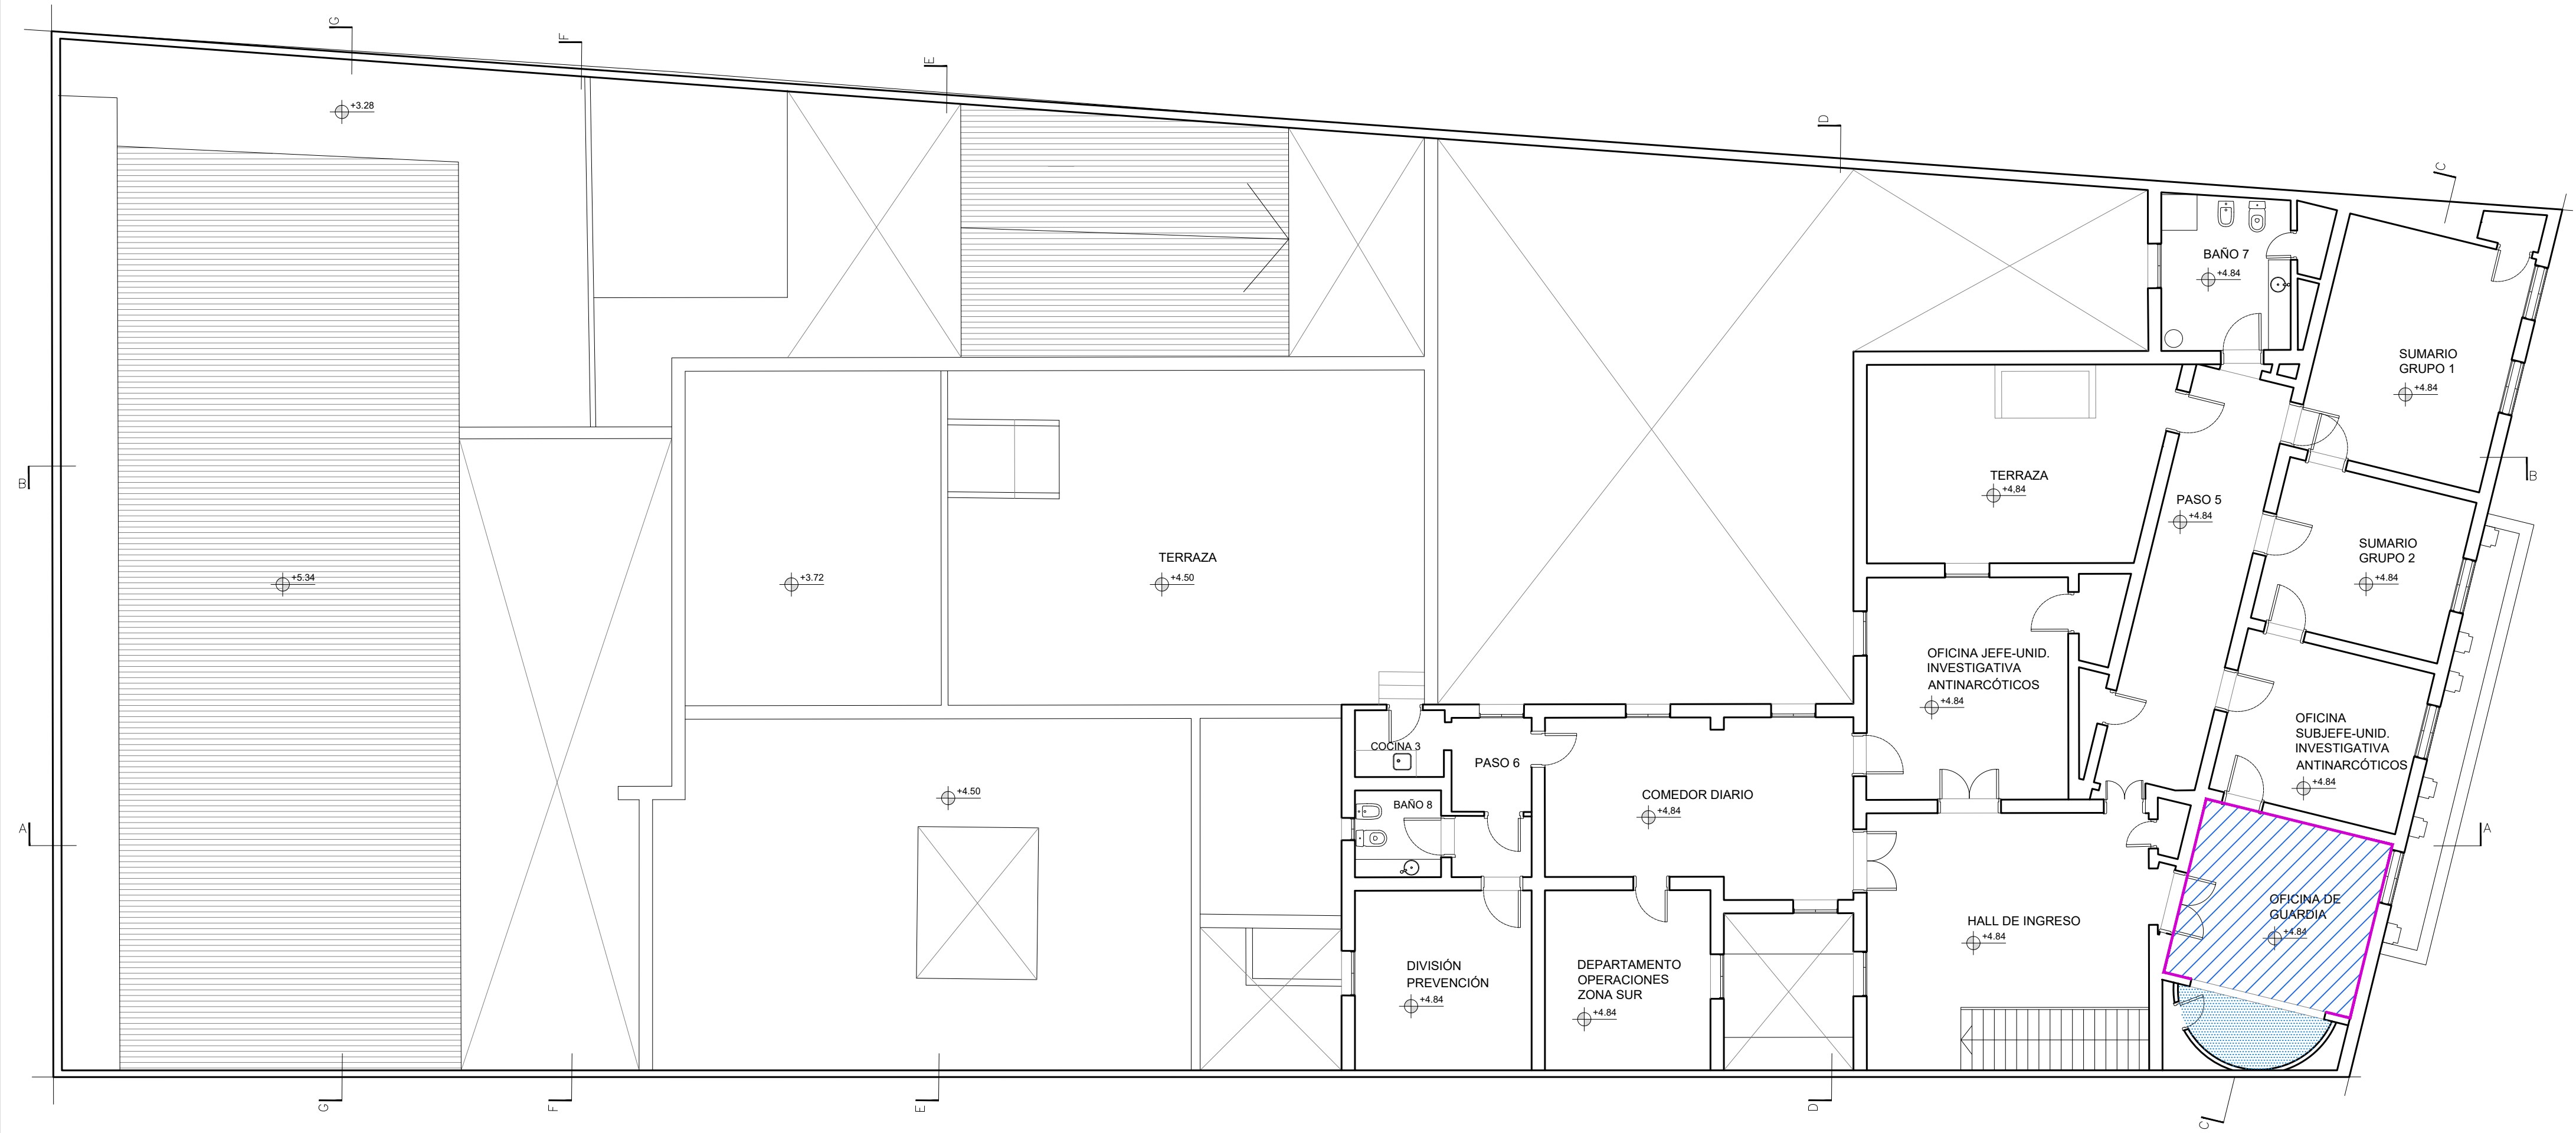 G
F
E
D
C
+3.28
BAÑO 7
+4.84
SUMARIO
GRUPO 1
+4.84
B
TERRAZA
+4,84
PASO 5
+4.84
B
SUMARIO
GRUPO 2
+4.84
+5.34
+3.72
TERRAZA
+4.50
OFICINA JEFE-UNID.
INVESTIGATIVA
ANTINARCÓTICOS
+4.84
OFICINA
SUBJEFE-UNID.
INVESTIGATIVA
ANTINARCÓTICOS
+4.84
COCINA 3
PASO 6
+4.50
BAÑO 8
COMEDOR DIARIO
+4,84
A
A
HALL DE INGRESO
+4.84
OFICINA DE
GUARDIA
+4.84
DIVISIÓN
PREVENCIÓN
+4.84
DEPARTAMENTO
OPERACIONES
ZONA SUR
+4.84
G
F
E
D
C